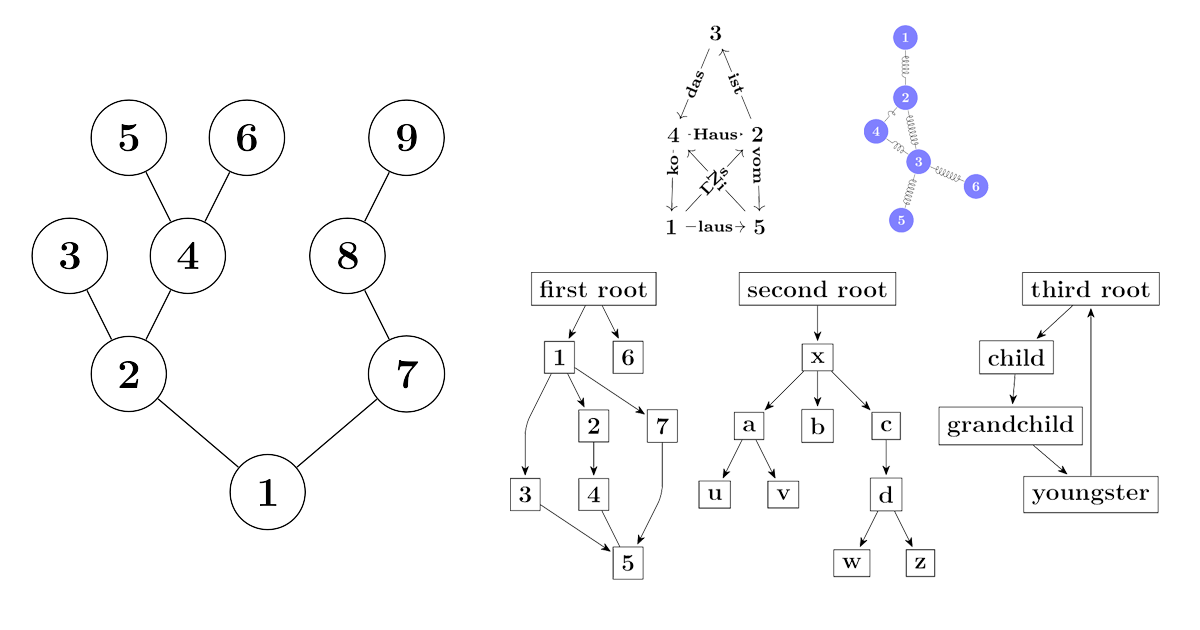 5 6 9
3 4 8
2 7
1
3
das ist
4 Haus 2
ko vom
1 laus 5
1
2
4
3
6
5
first root
1 6
2 7
3 4
5
second root
x
a b c
u v d
w z
third root
child
grandchild
youngster